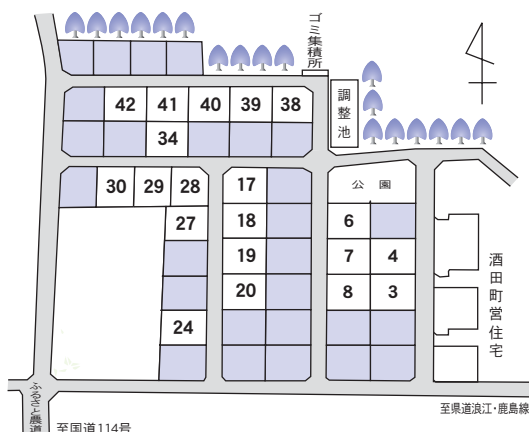 ゴミ集積所
調整池
42 41 40 39 38
34
30 29 28
17
公園
27
18
6
19
7 4
20
8 3
24
酒田町営住宅
ふるさと農道
至国道114号
至県道浪江・鹿島線